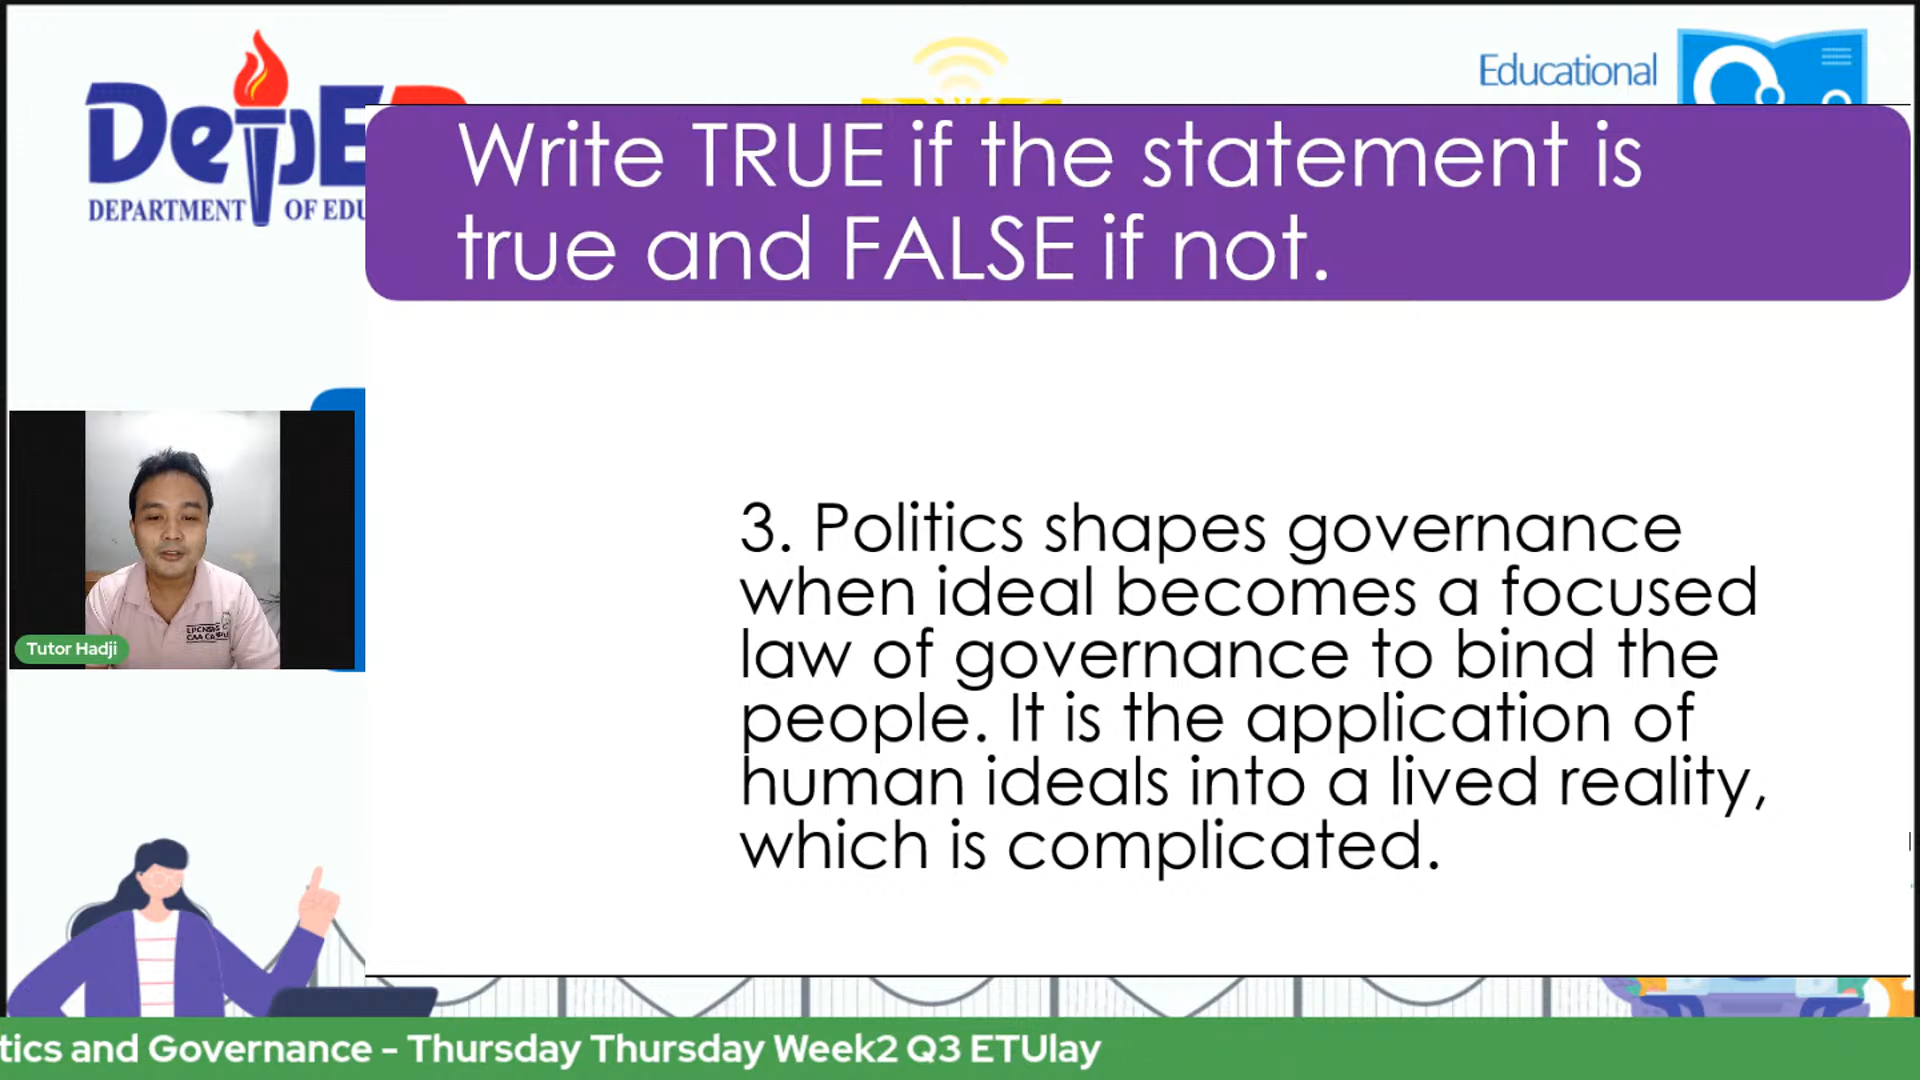 DepE
DEPARTMENT OF EDU
Educational
Write TRUE if the statement is
true and FALSE if not.
3. Politics shapes governance
when ideal becomes a focused
law of governance to bind the
people. It is the application of
human ideals into a lived reality,
which is complicated.
Tutor Hadji
tics and Governance - Thursday Thursday Week2 Q3 ETUlay